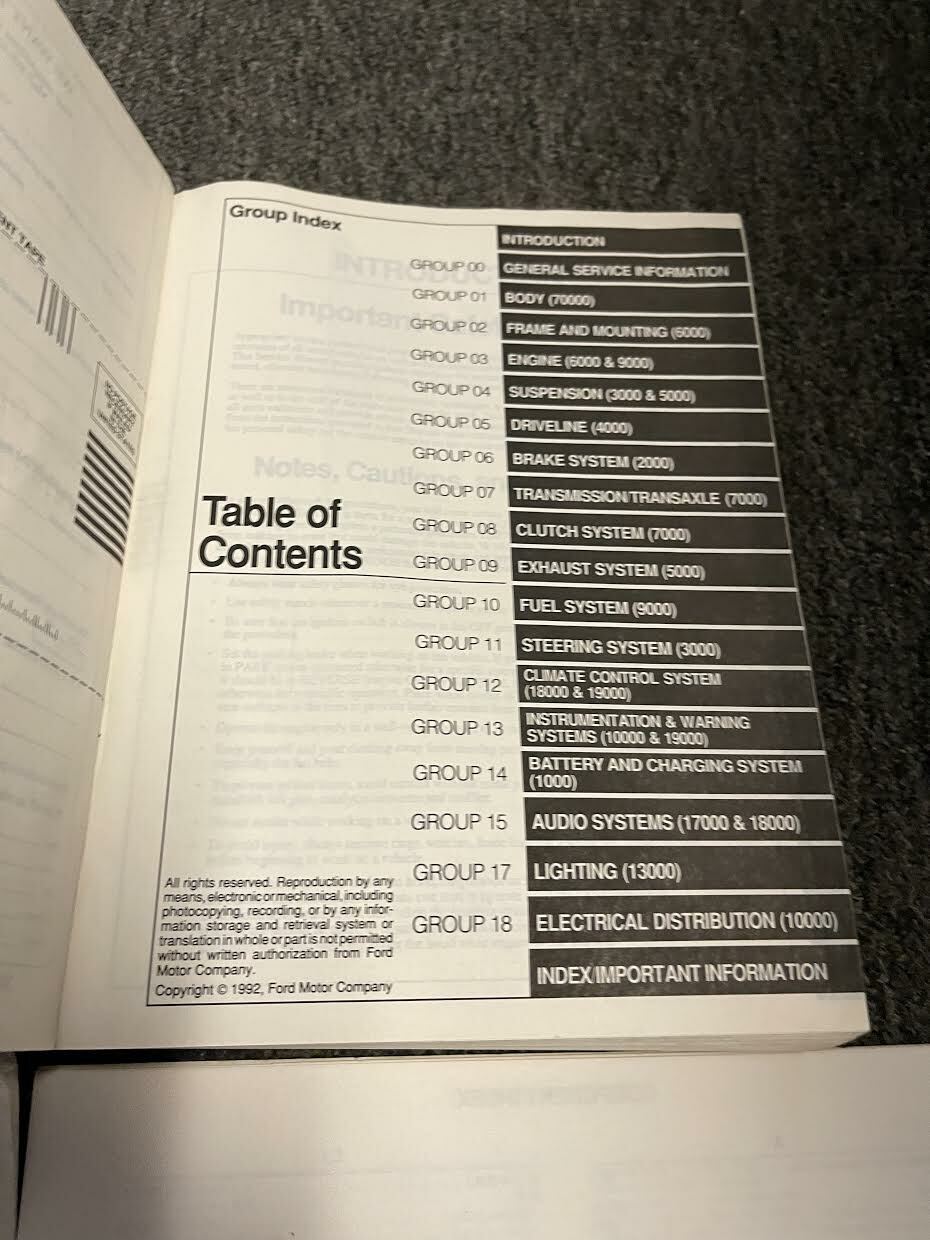 Group Index
INTRODUCTION
GROUP 00 GENERAL SERVICE INFORMATION
GROUP 01 BODY (70000)
GROUP 02 FRAME AND MOUNTING (6000)
GROUP 03 ENGINE (6000 & 9000)
GROUP 04 SUSPENSION (3000 & 5000)
GROUP 05 DRIVELINE (4000)
GROUP 06 BRAKE SYSTEM (2000)
GROUP 07 TRANSMISSION/TRANSAXLE (7000)
Table of
Contents
GROUP 08 CLUTCH SYSTEM (7000)
GROUP 09 EXHAUST SYSTEM (5000)
GROUP 10 FUEL SYSTEM (9000)
GROUP 11 STEERING SYSTEM (3000)
GROUP 12 CLIMATE CONTROL SYSTEM
(18000 & 19000)
GROUP 13 INSTRUMENTATION & WARNING
SYSTEMS (10000 & 19000)
GROUP 14 BATTERY AND CHARGING SYSTEM
(1000)
GROUP 15 AUDIO SYSTEMS (17000 & 18000)
GROUP 17 LIGHTING (13000)
GROUP 18 ELECTRICAL DISTRIBUTION (10000)
INDEX/IMPORTANT INFORMATION
All rights reserved. Reproduction by any
means, electronic or mechanical, including
photocopying, recording, or by any infor-
mation storage and retrieval system or
translation in whole or part is not permitted
without written authorization from Ford
Motor Company.
Copyright © 1992, Ford Motor Company
TAPE